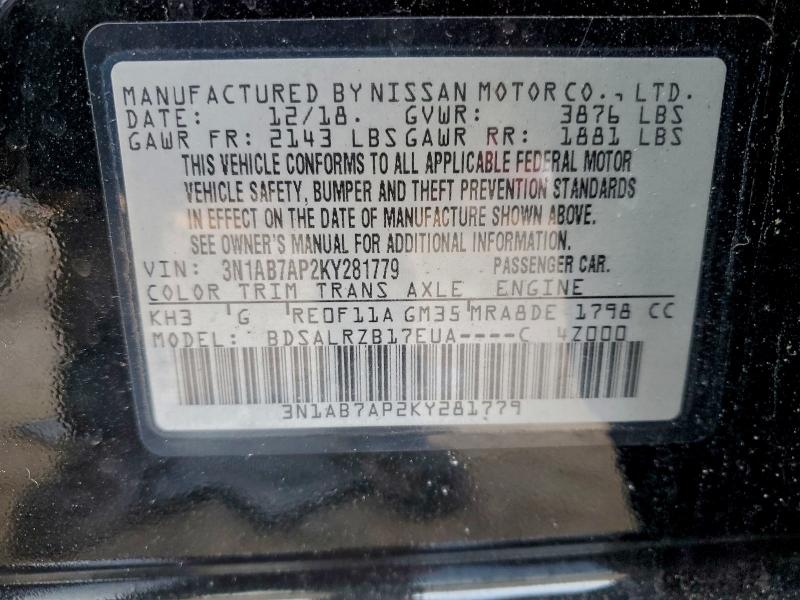 MANUFACTURED BY NISSAN MOTOR CO., LTD.
DATE: 12/18. GVWR: 3876 LBS
GAWR FR: 2143 LBS GAWR RR: 1881 LBS
THIS VEHICLE CONFORMS TO ALL APPLICABLE FEDERAL MOTOR
VEHICLE SAFETY, BUMPER AND THEFT PREVENTION STANDARDS
IN EFFECT ON THE DATE OF MANUFACTURE SHOWN ABOVE.
SEE OWNER'S MANUAL FOR ADDITIONAL INFORMATION.
VIN: 3N1AB7AP2KY281779 PASSENGER CAR.
COLOR TRIM TRANS AXLE ENGINE
KH3 G RE0F11A GM35 MRA8DE 1798 CC
MODEL: BDSALRZB17EUA----C 4Z000
3N1AB7AP2KY281779